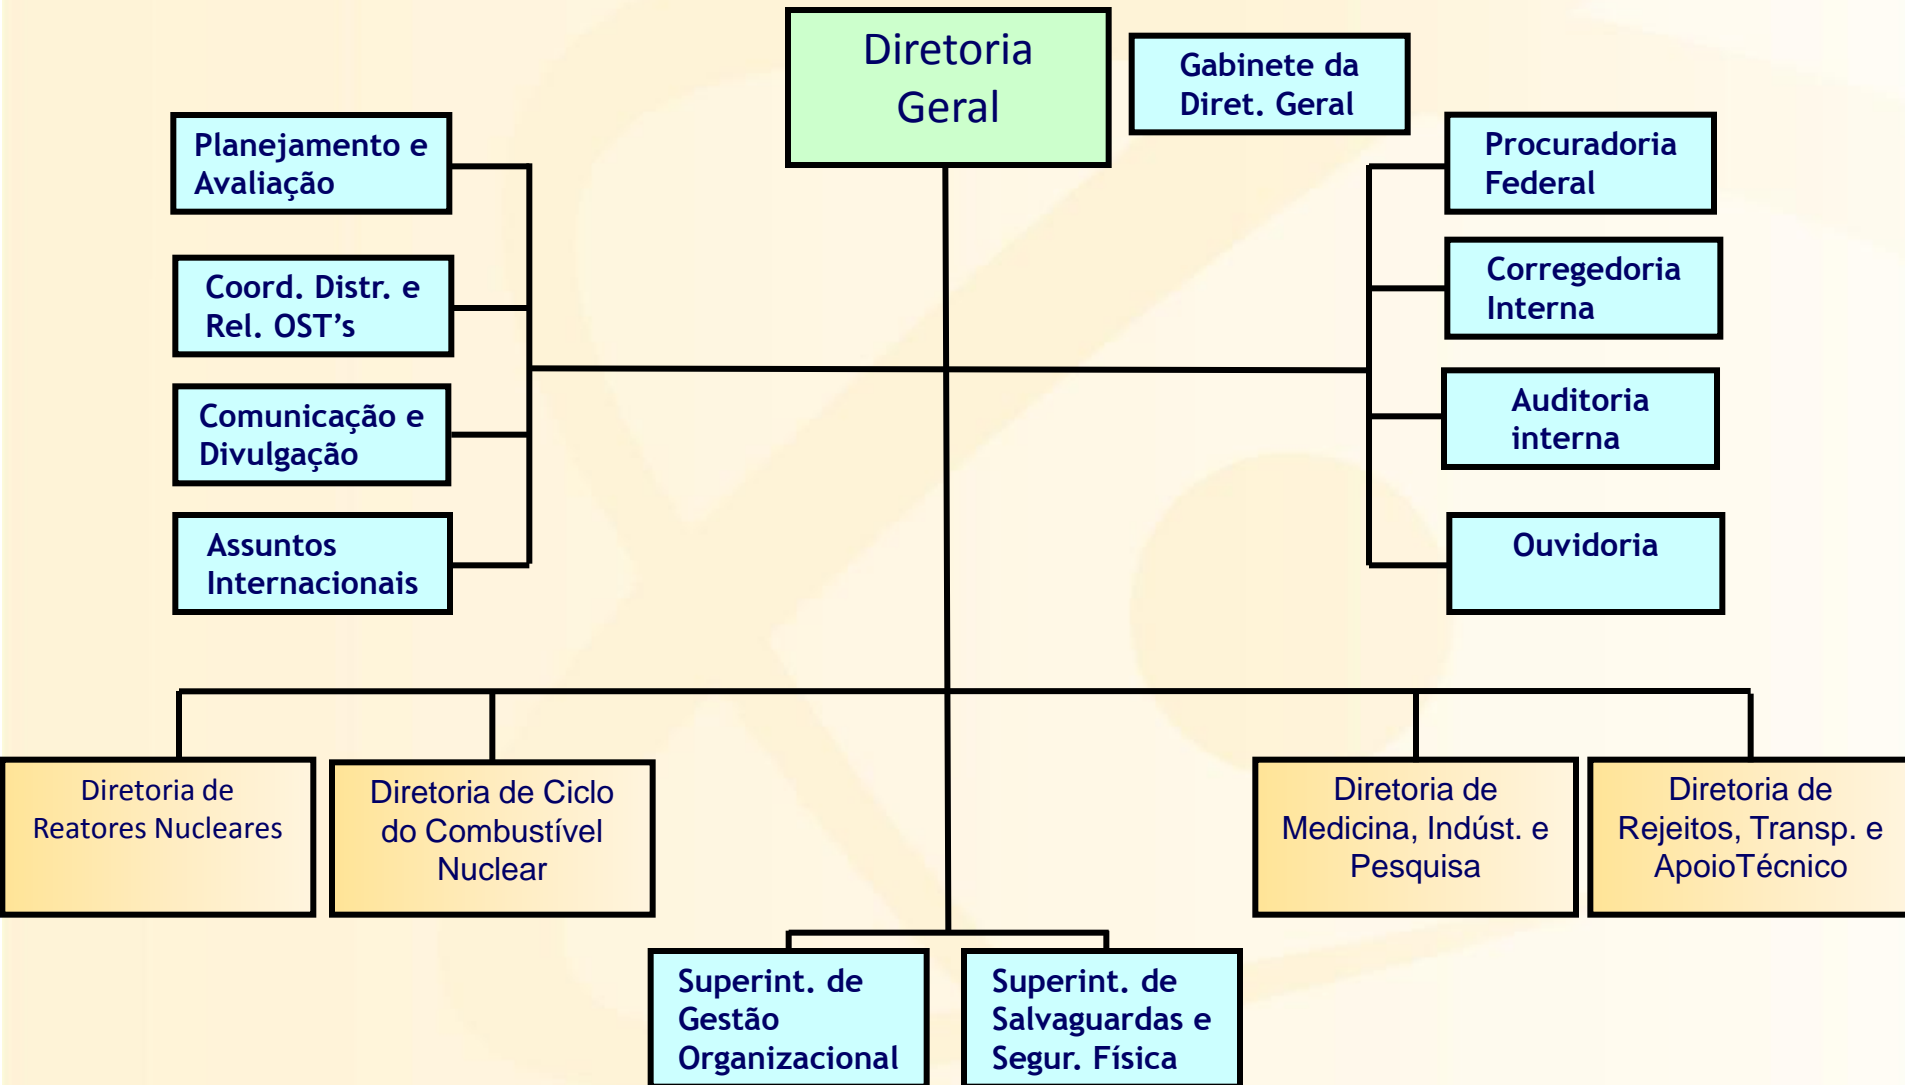 Diretoria
Geral
Gabinete da
Diret. Geral
Planejamento e
Avaliação
Coord. Distr. e
Rel. OST’s
Comunicação e
Divulgação
Assuntos
Internacionais
Procuradoria
Federal
Corregedoria
Interna
Auditoria
interna
Ouvidoria
Diretoria de
Reatores Nucleares
Diretoria de Ciclo
do Combustível
Nuclear
Diretoria de
Medicina, Indúst. e
Pesquisa
Diretoria de
Rejeitos, Transp. e
ApoioTécnico
Superint. de
Gestão
Organizacional
Superint. de
Salvaguardas e
Segur. Física